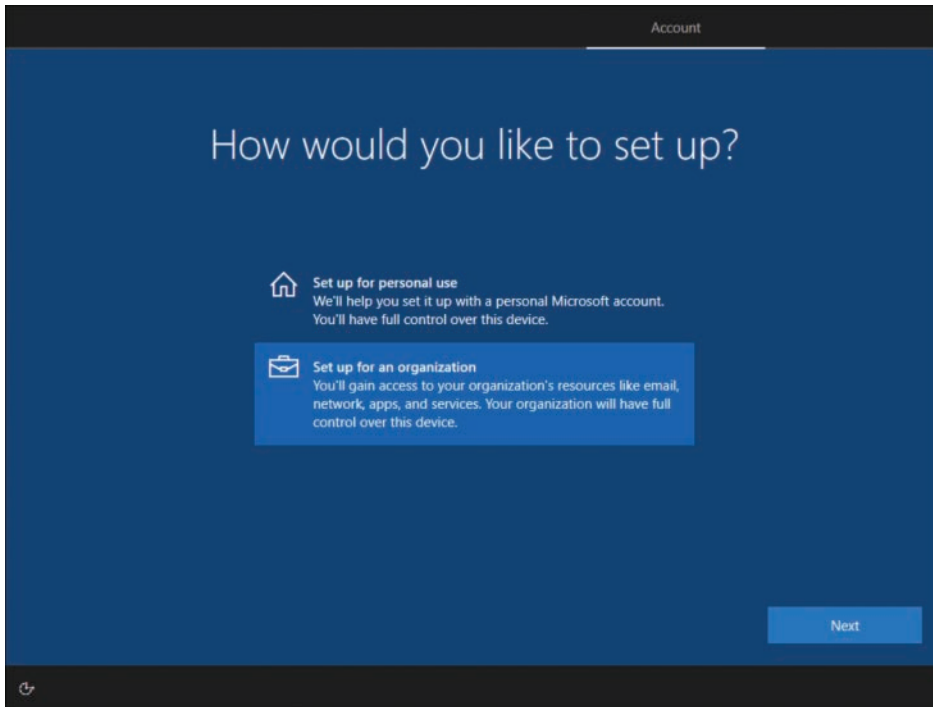 Account
How would you like to set up?
Set up for personal use
We'll help you set it up with a personal Microsoft account.
You'll have full control over this device.
Set up for an organization
You'll gain access to your organization's resources like email,
network, apps, and services. Your organization will have full
control over this device.
Next